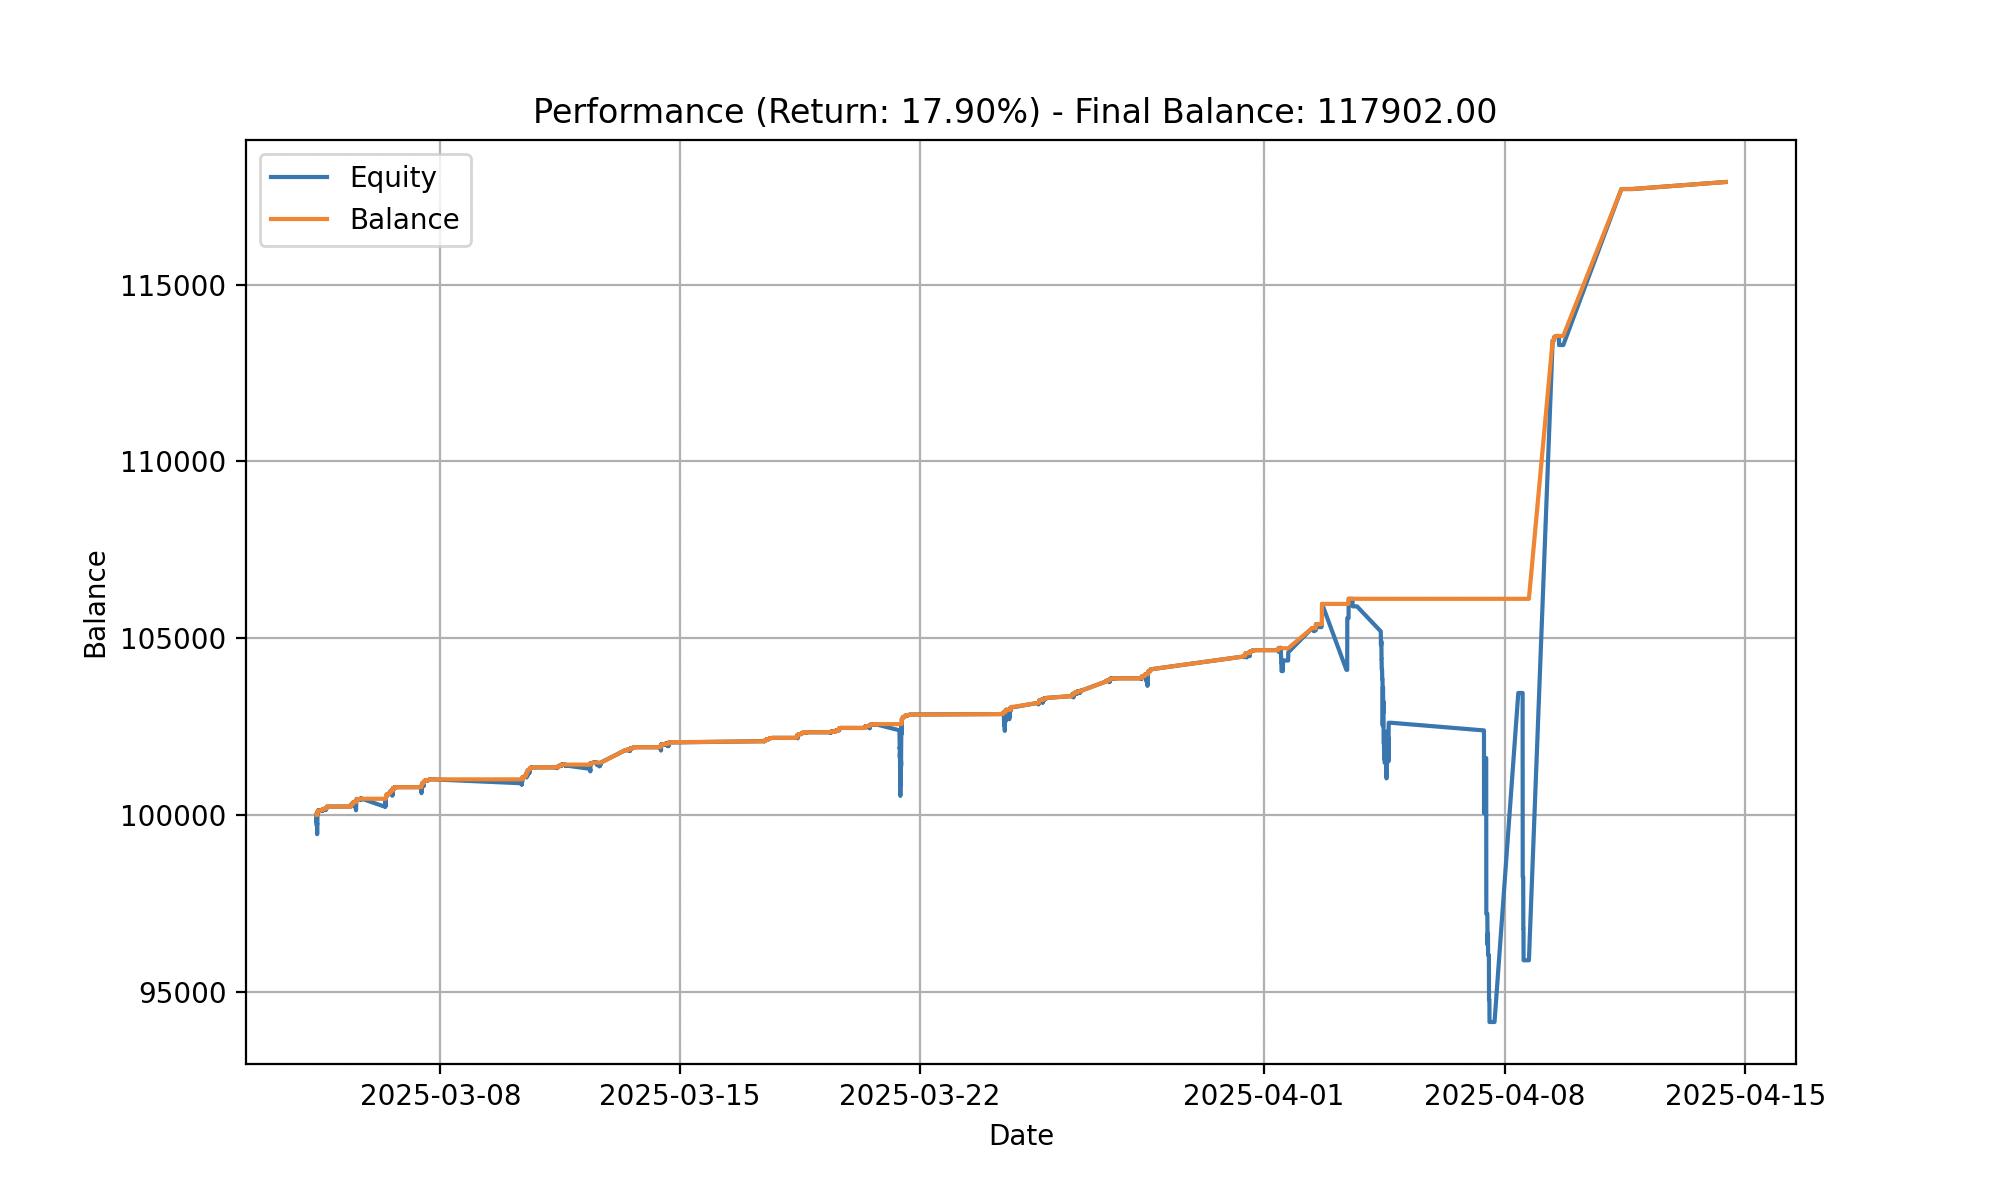 Performance (Return: 17.90%) - Final Balance: 117902.00
Equity
Balance
115000
110000
105000
100000
95000
Balance
2025-03-08
2025-03-15
2025-03-22
2025-04-01
2025-04-08
2025-04-15
Date